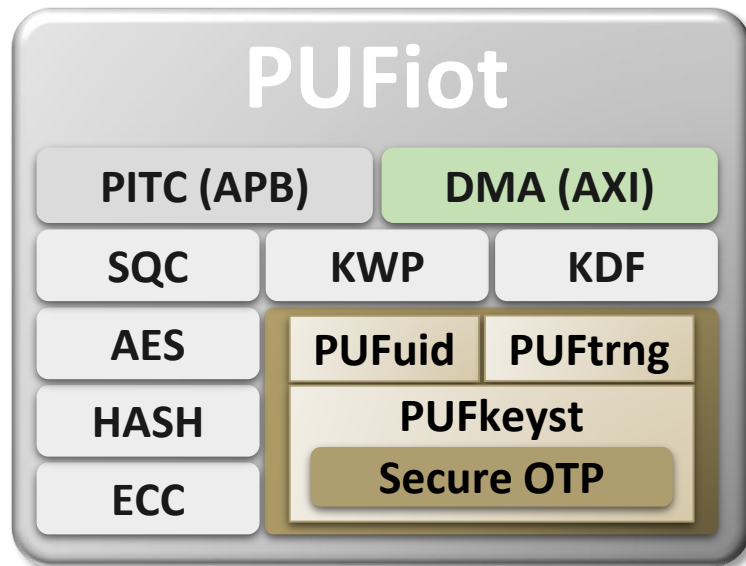 PUFiot
PITC (APB)
DMA (AXI)
SQC
KWP
KDF
AES
PUFuid
PUFtrng
HASH
PUFkeyst
ECC
Secure OTP